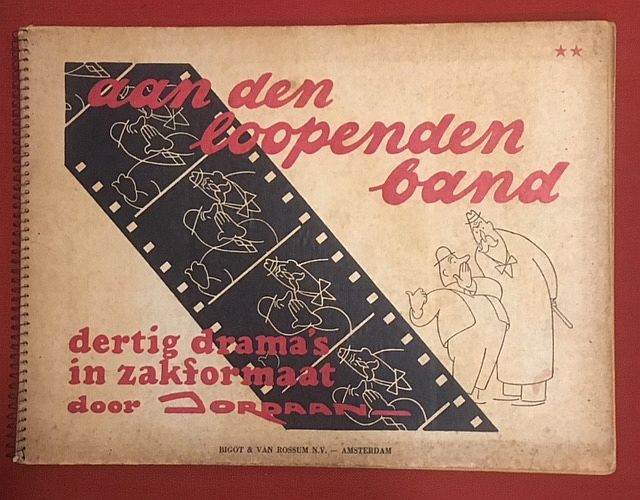 aan den
loopenden
band
dertig drama's
in zakformaat
door JORDAAN
BIGOT & VAN ROSSUM N.V. — AMSTERDAM